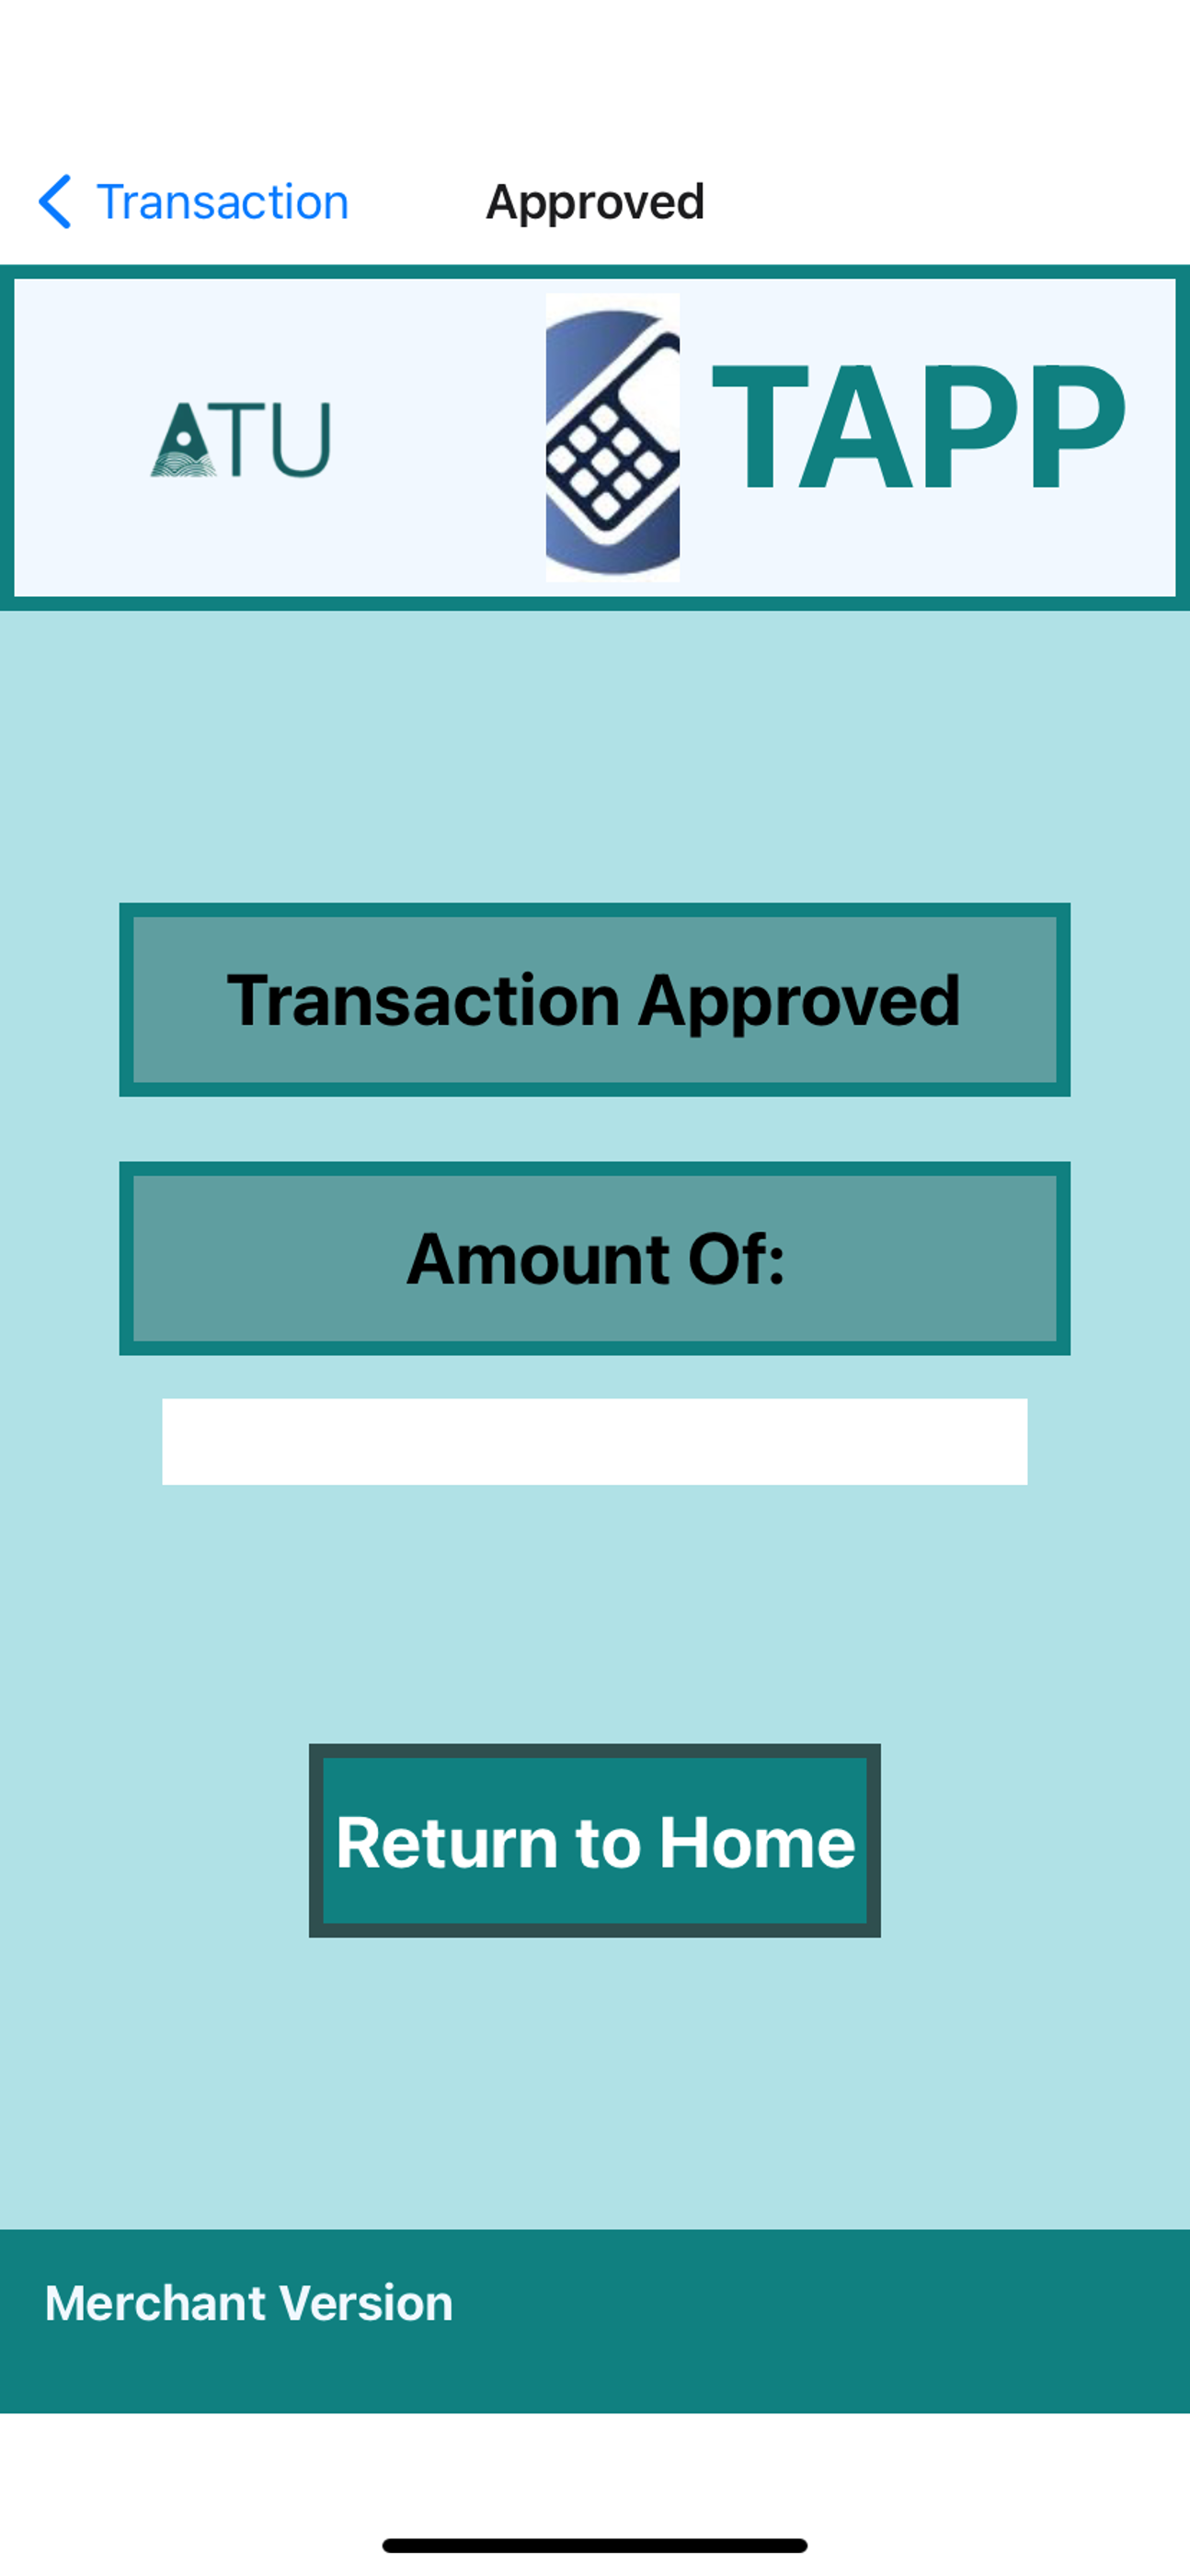 Transaction
Approved
ATU
TAPP
Transaction Approved
Amount Of:
Return to Home
Merchant Version